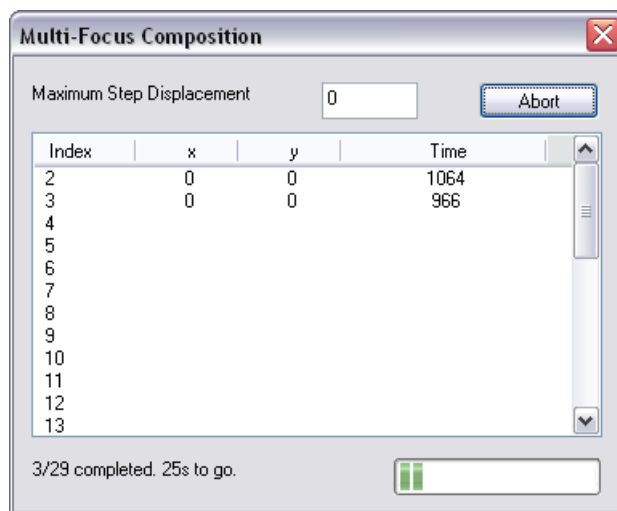 Multi-Focus Composition
Maximum Step Displacement 0 Abort
Index x y Time
2 0 0 1064
3 0 0 966
4
5
6
7
8
9
10
11
12
13
3/29 completed. 25s to go.